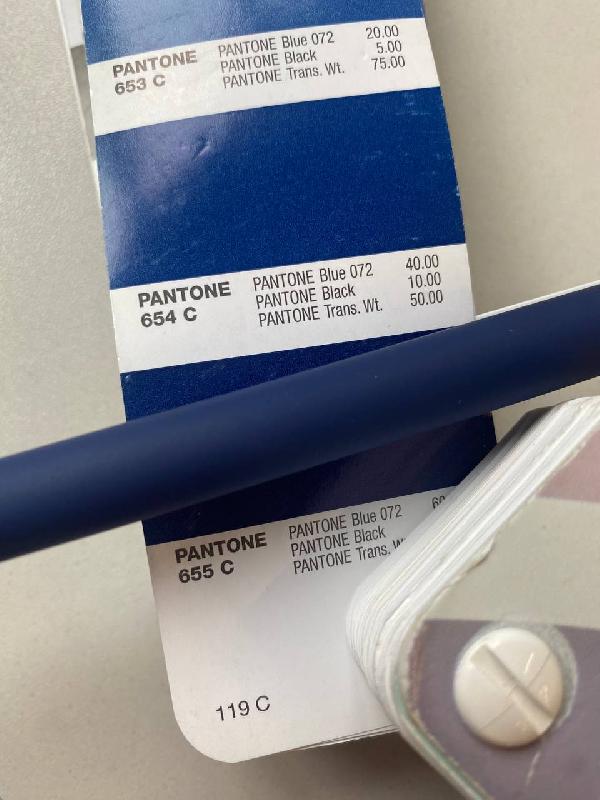 PANTONE
653 C
PANTONE Blue 072 20.00
PANTONE Black 5.00
PANTONE Trans. Wt. 75.00
PANTONE
654 C
PANTONE Blue 072 40.00
PANTONE Black 10.00
PANTONE Trans. Wt. 50.00
PANTONE
655 C
PANTONE Blue 072
PANTONE Black
PANTONE Trans.
119 C